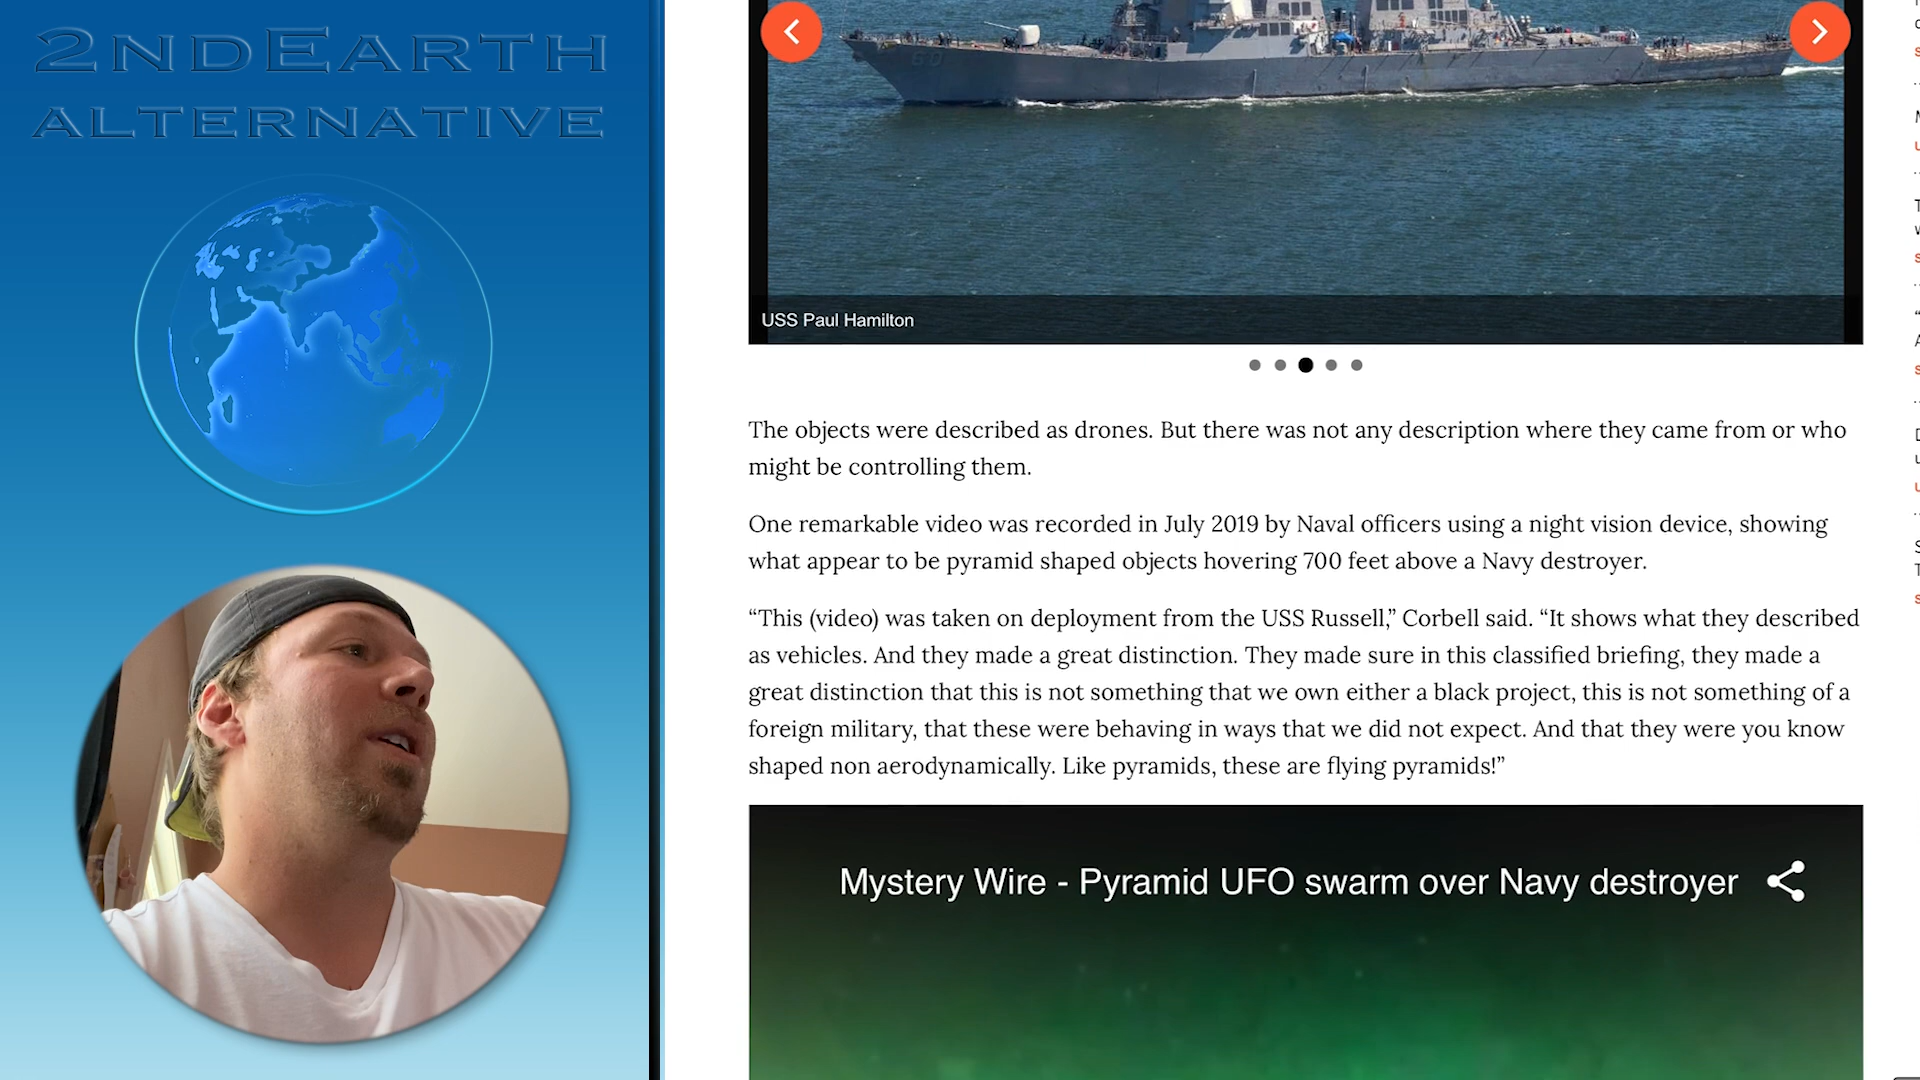 2ndEarth
Alternative
60
USS Paul Hamilton
The objects were described as drones. But there was not any description where they came from or who
might be controlling them.
One remarkable video was recorded in July 2019 by Naval officers using a night vision device, showing
what appear to be pyramid shaped objects hovering 700 feet above a Navy destroyer.
“This (video) was taken on deployment from the USS Russell,” Corbell said. “It shows what they described
as vehicles. And they made a great distinction. They made sure in this classified briefing, they made a
great distinction that this is not something that we own either a black project, this is not something of a
foreign military, that these were behaving in ways that we did not expect. And that they were you know
shaped non aerodynamically. Like pyramids, these are flying pyramids!”
Mystery Wire - Pyramid UFO swarm over Navy destroyer